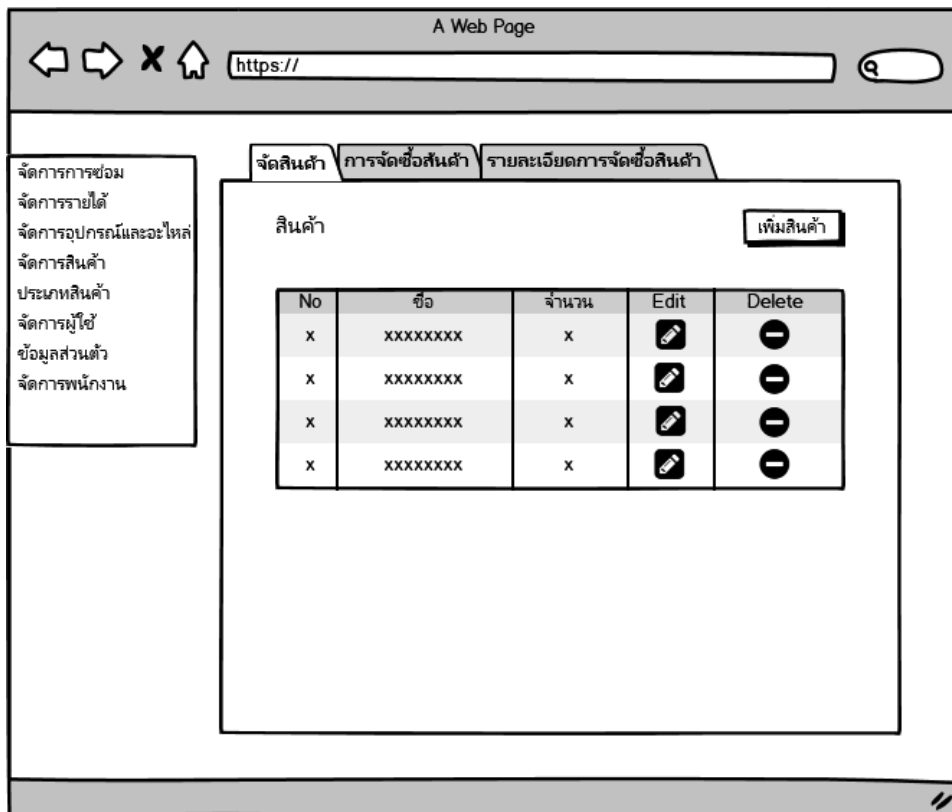 A Web Page
https://
จัดการการซ่อม
จัดการรายได้
จัดการอุปกรณ์และอะไหล่
จัดการสินค้า
ประเภทสินค้า
จัดการผู้ใช้
ข้อมูลส่วนตัว
จัดการพนักงาน
จัดสินค้า การจัดซื้อสันค้า รายละเอียดการจัดซื้อสินค้า
สินค้า เพิ่มสินค้า
No ชื่อ จำนวน Edit Delete
x xxxxxxxx x
x xxxxxxxx x
x xxxxxxxx x
x xxxxxxxx x